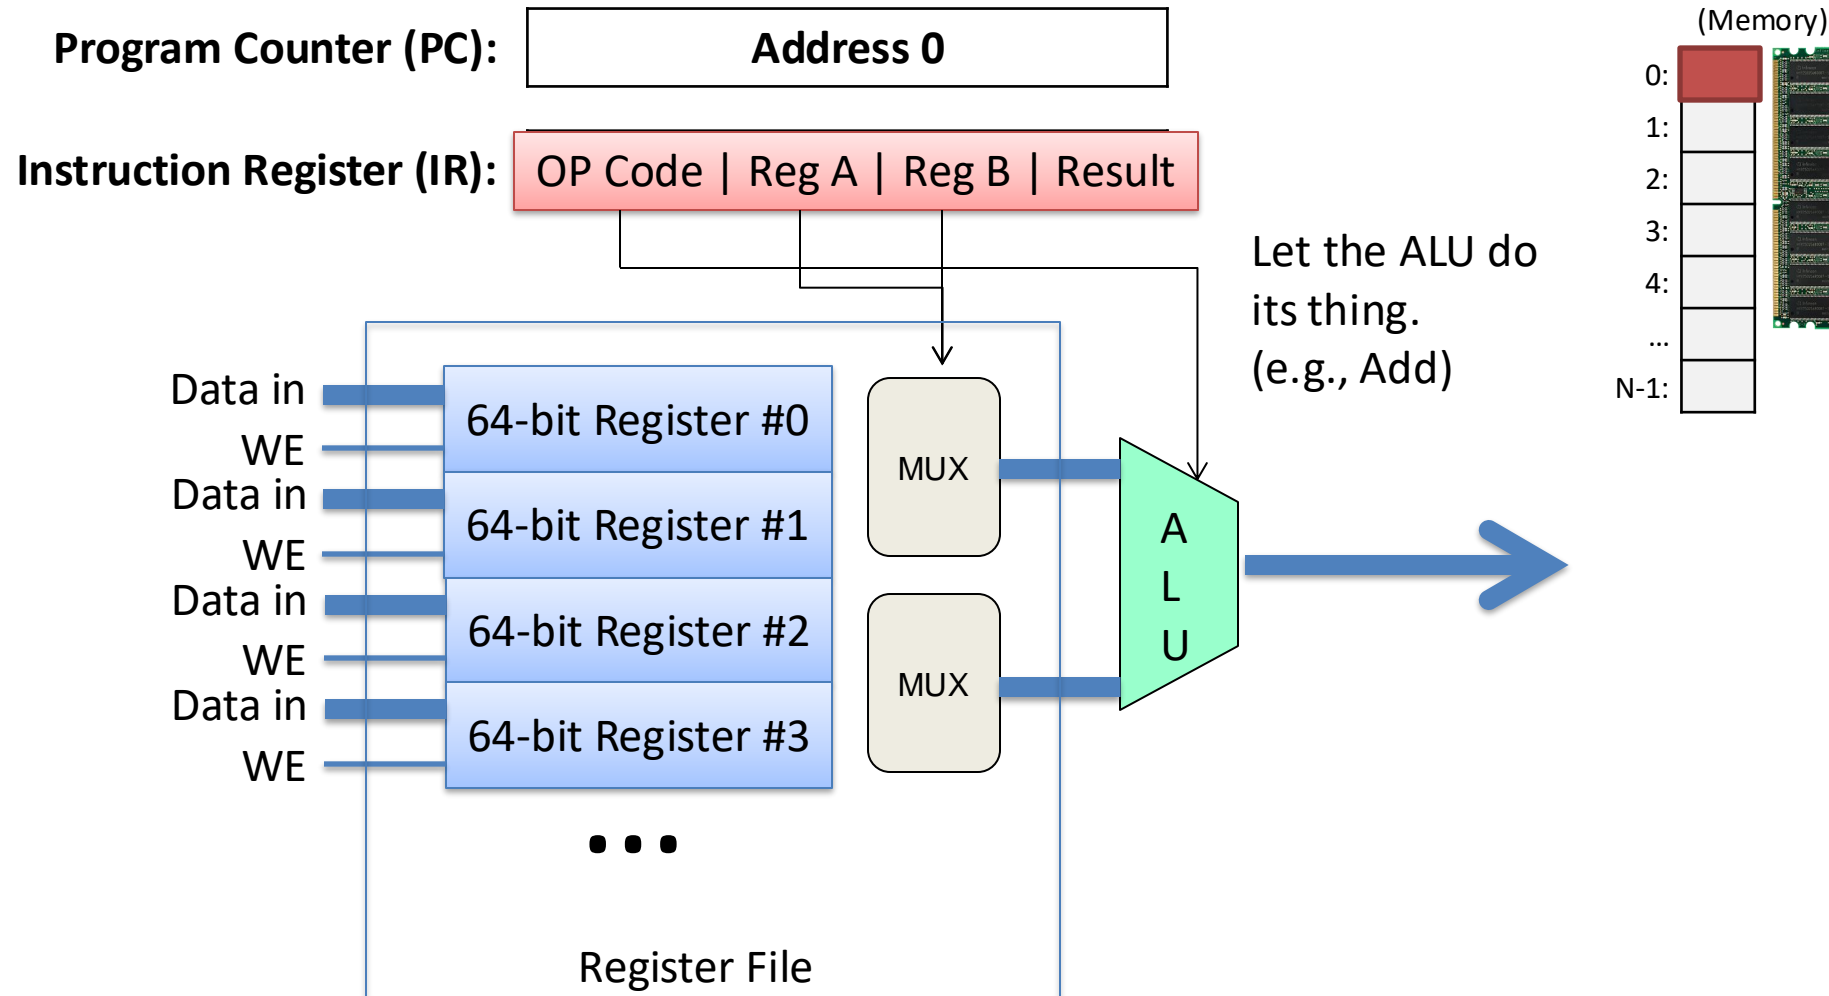 (Memory)
Program Counter (PC):
Address 0
0:
1:
2:
3:
4:
...
N-1:
Instruction Register (IR):
OP Code | Reg A | Reg B | Result
Let the ALU do
its thing.
(e.g., Add)
Data in
WE
Data in
WE
Data in
WE
Data in
WE
64-bit Register #0
64-bit Register #1
64-bit Register #2
64-bit Register #3
...
MUX
MUX
A
L
U
Register File